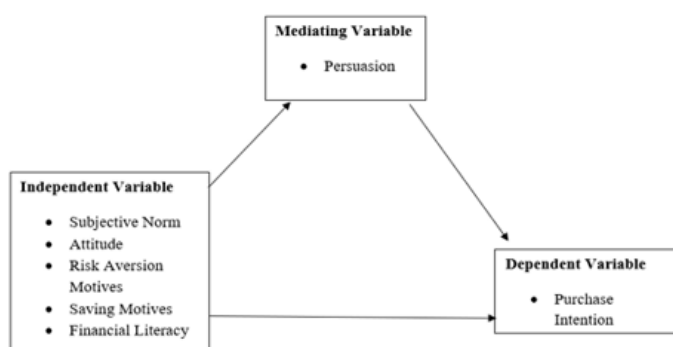 Mediating Variable
• Persuasion
Independent Variable
• Subjective Norm
• Attitude
• Risk Aversion
Motives
• Saving Motives
• Financial Literacy
Dependent Variable
• Purchase
Intention